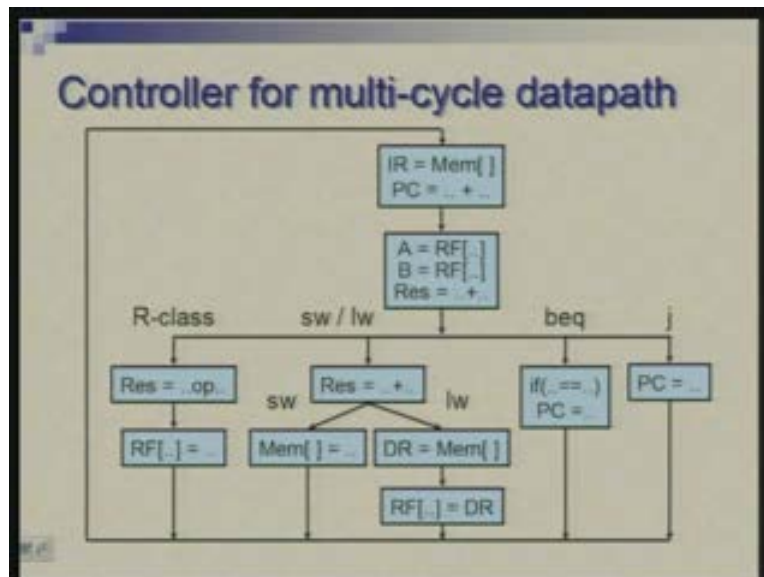 Controller for multi-cycle datapath
IR = Mem[ ]
PC = .. + ..
A = RF[..]
B = RF[..]
Res = ..+..
R-class
sw / lw
beq
j
Res = ..op..
Res = ..+..
if(..==..)
PC =..
PC = ..
sw
lw
RF[..] = ..
Mem[ ] = ..
DR = Mem[ ]
RF[..] = DR